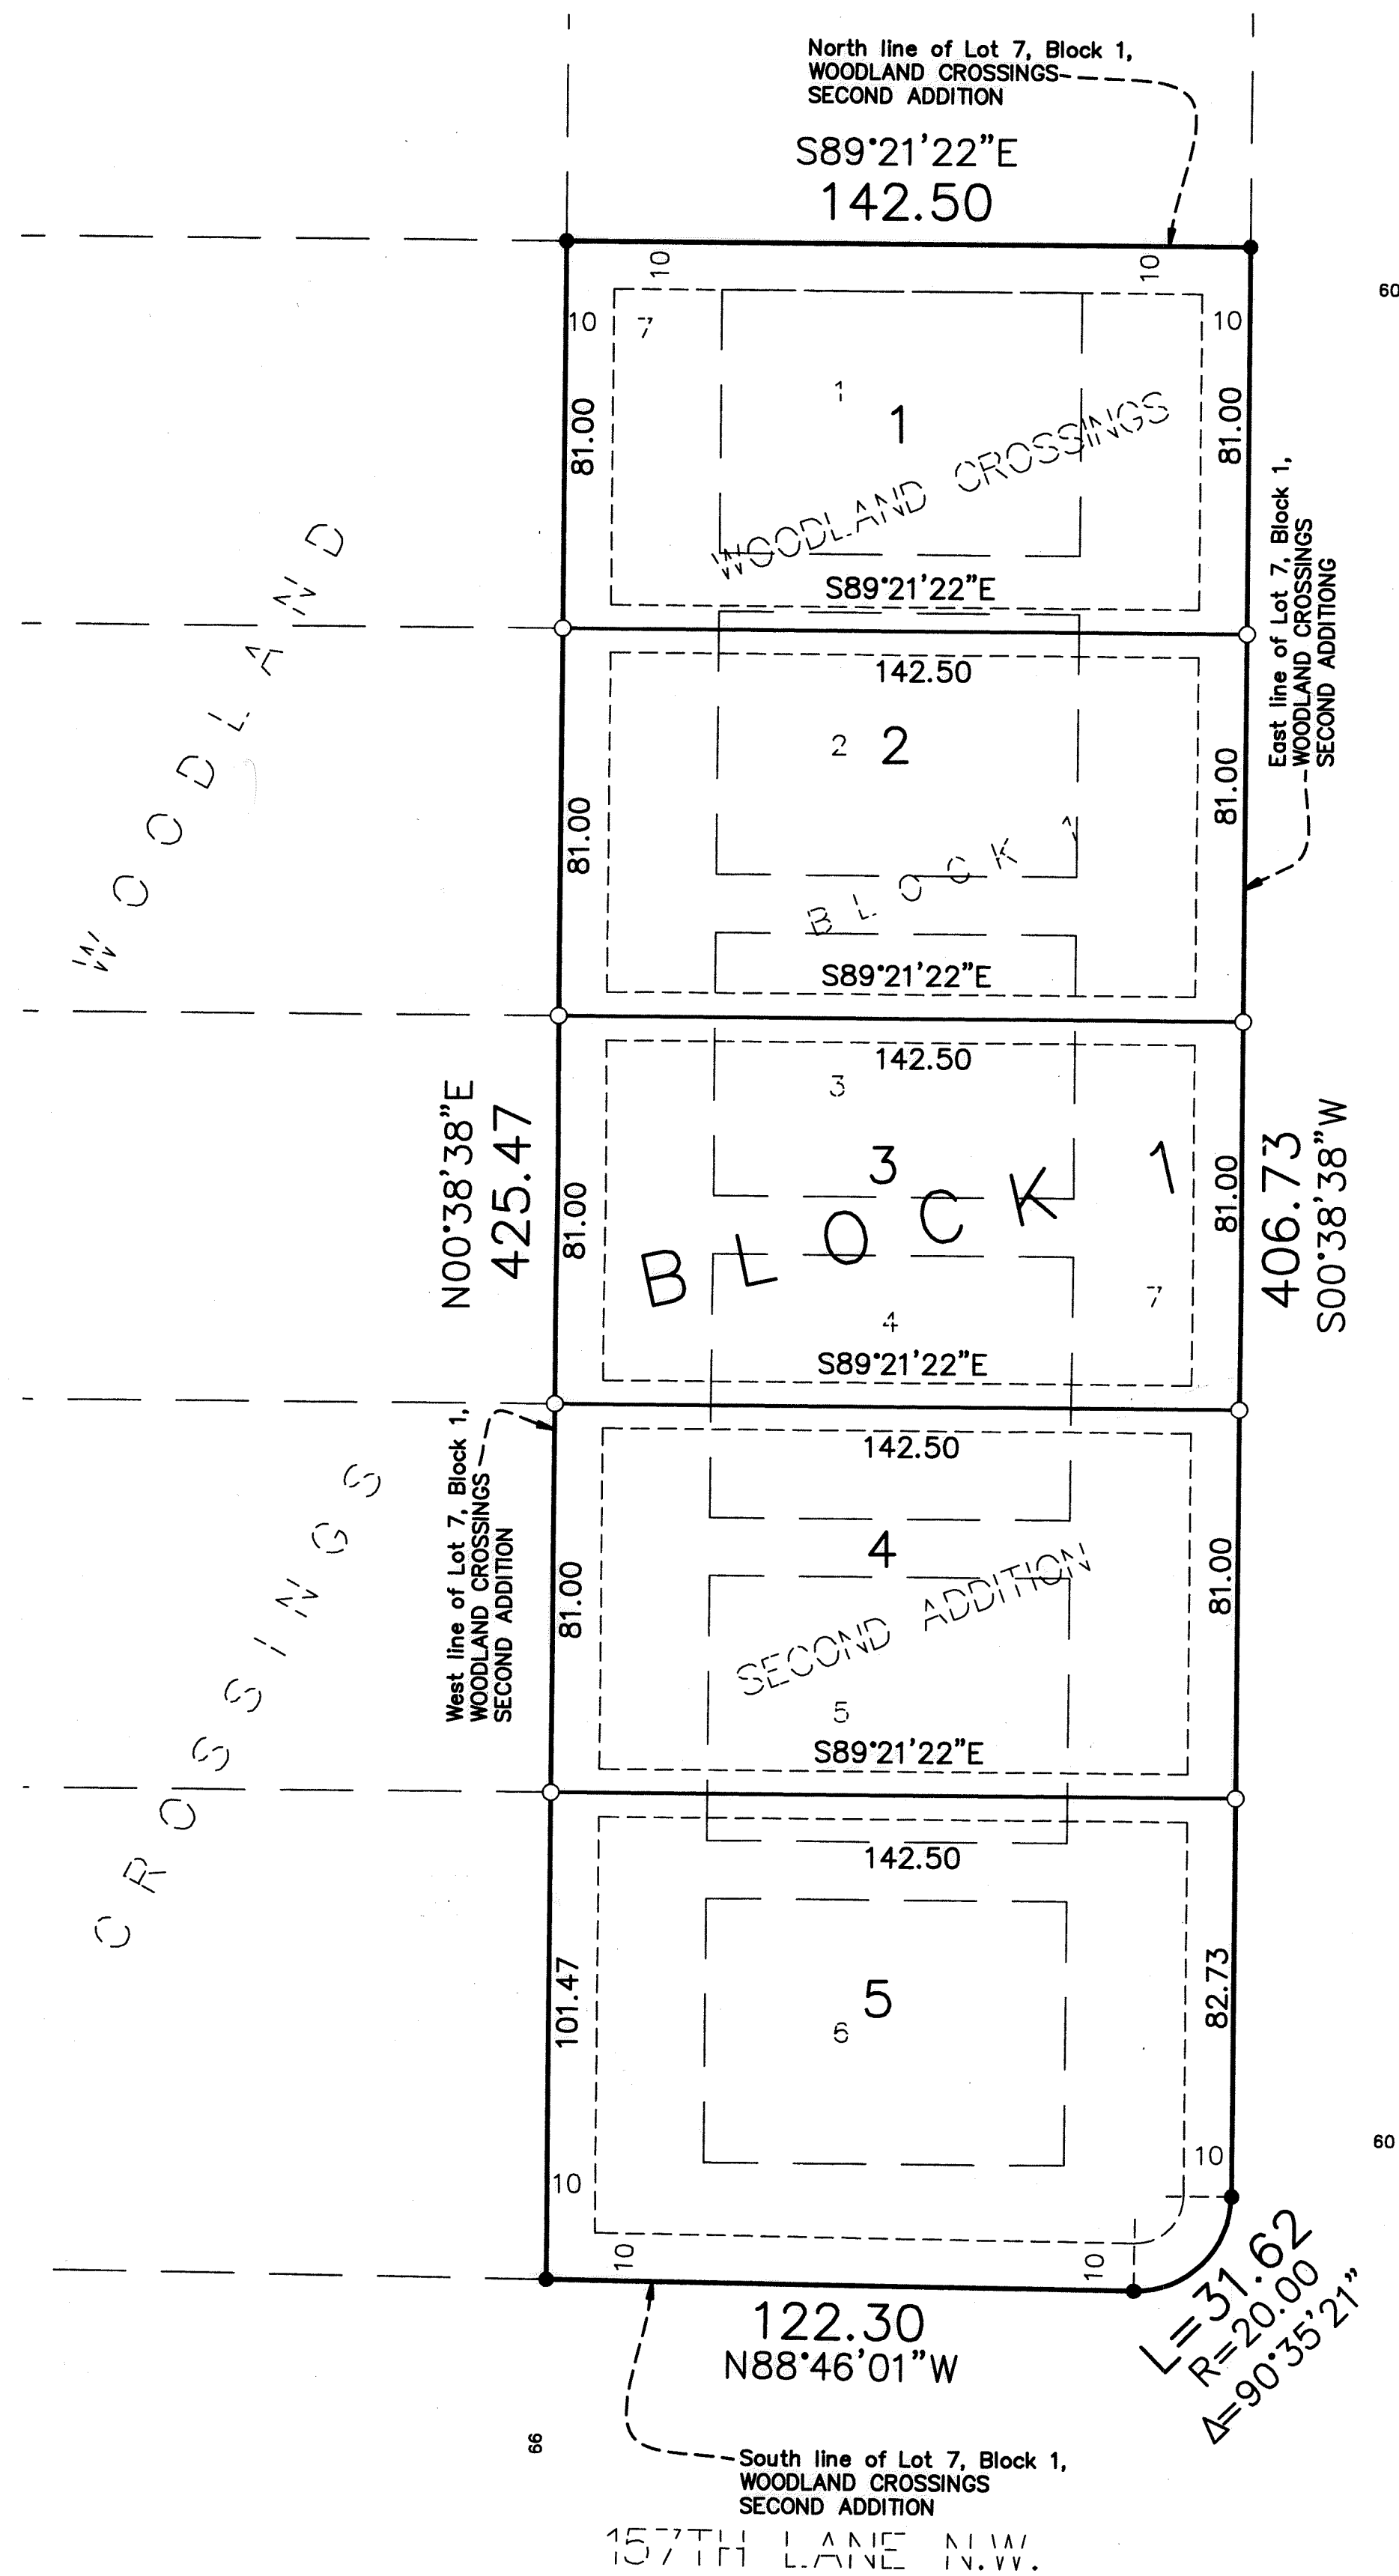 North line of Lot 7, Block 1,
WOODLAND CROSSINGS
SECOND ADDITION
S89°21'22"E
142.50
10
10
60
10
7
10
1
1
81.00
81.00
WOODLAND CROSSINGS
S89°21'22"E
East line of Lot 7, Block 1,
WOODLAND CROSSINGS
SECOND ADDITIONG
WOODLAND
142.50
2
2
81.00
81.00
BLOCK 1
S89°21'22"E
142.50
3
3
N00°38'38"E
425.47
81.00
81.00
406.73
S00°38'38"W
BLOCK 1
7
4
S89°21'22"E
West line of Lot 7, Block 1,
WOODLAND CROSSINGS
SECOND ADDITION
142.50
4
81.00
81.00
SECOND ADDITION
CROSSINGS
5
S89°21'22"E
142.50
5
6
101.47
82.73
10
10
60
10
10
L=31.62
R=20.00
Δ=90°35'21"
122.30
N88°46'01"W
66
South line of Lot 7, Block 1,
WOODLAND CROSSINGS
SECOND ADDITION
157TH LANE N.W.